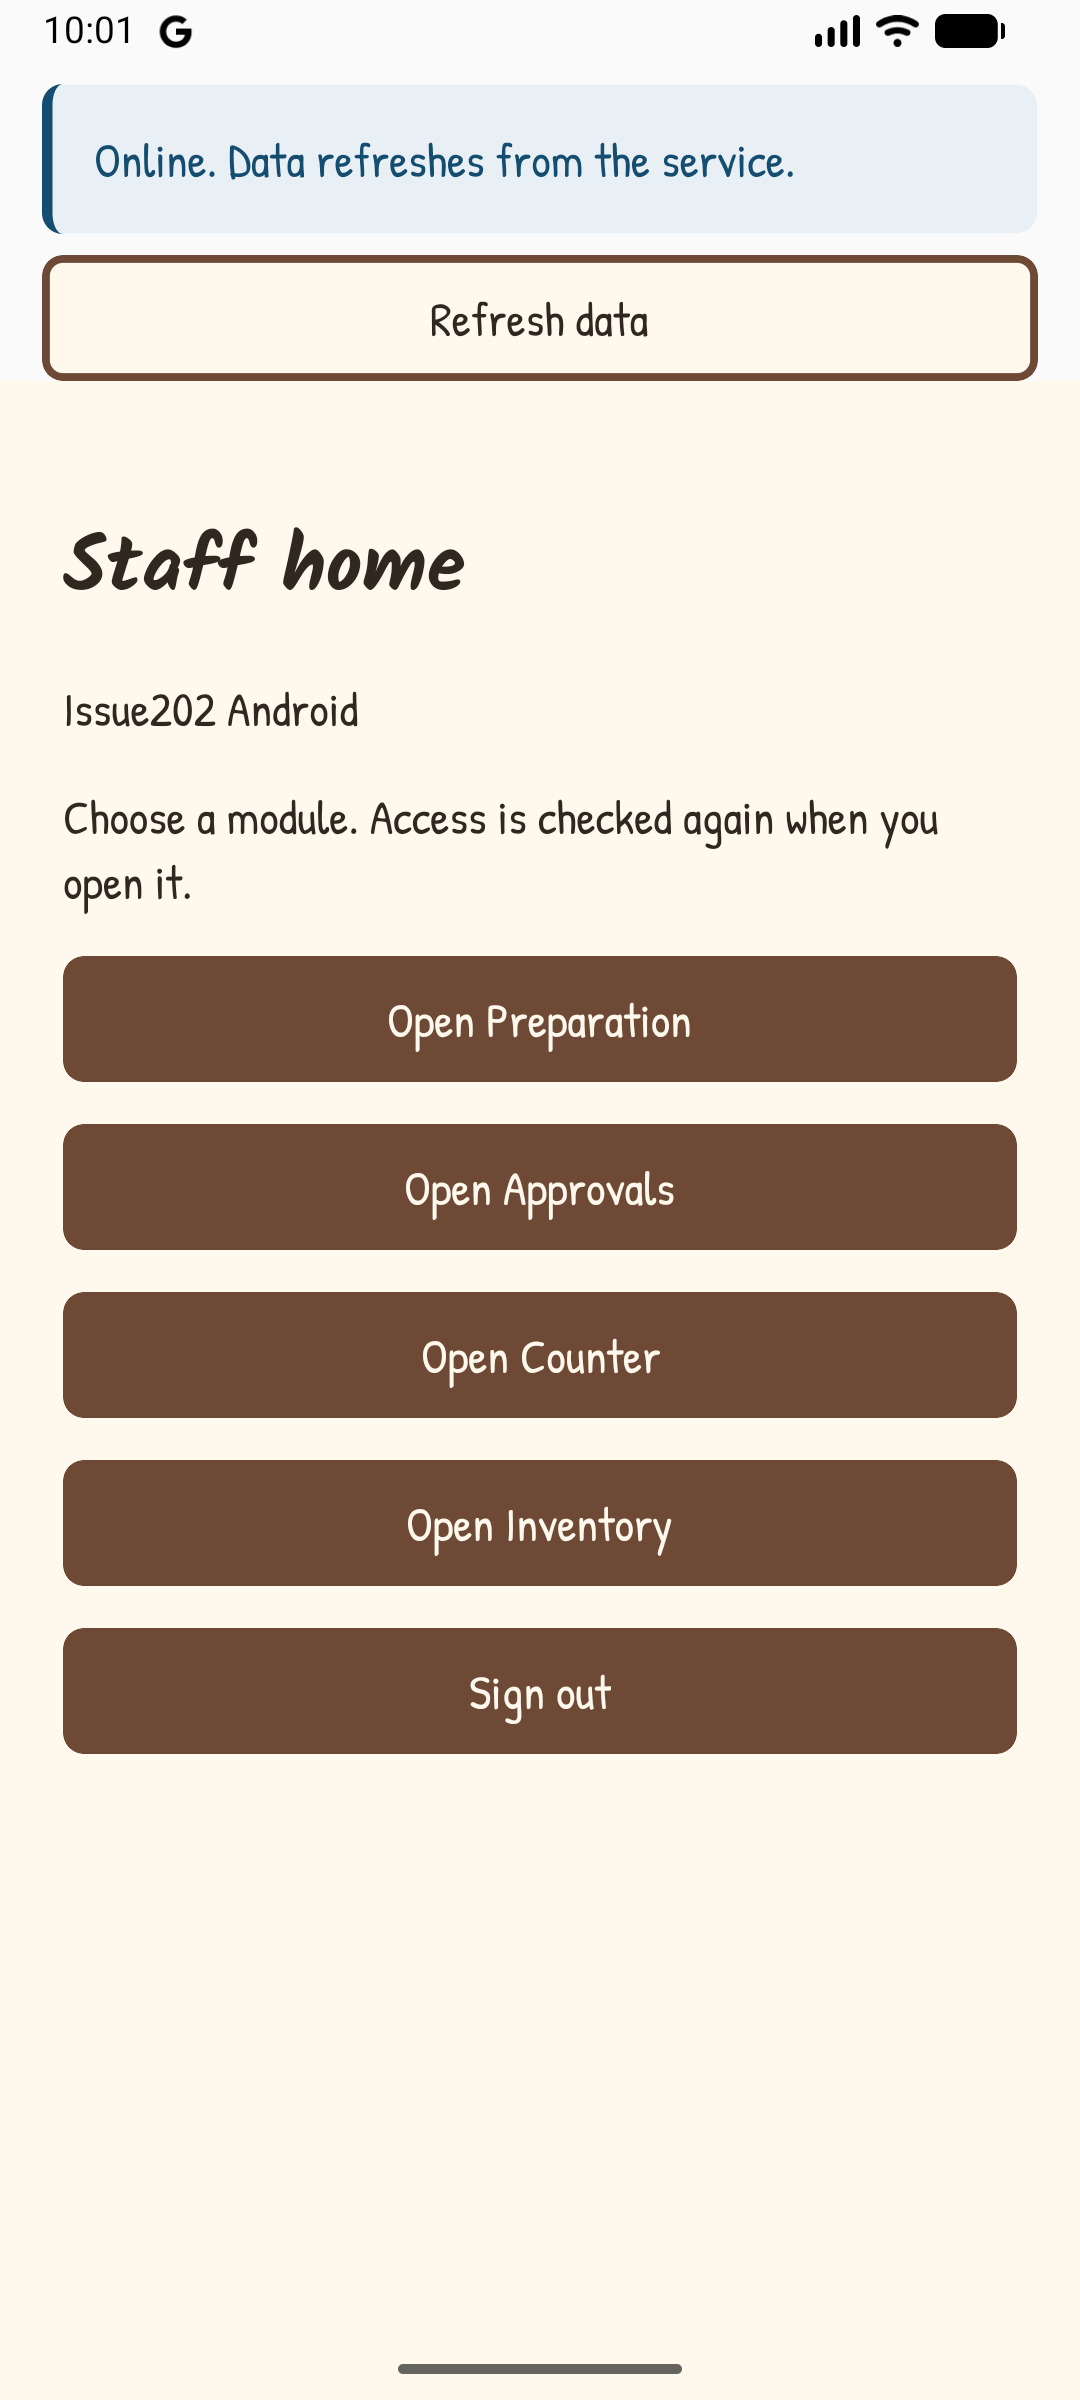 10:01
Online. Data refreshes from the service.
Refresh data
Staff home
Issue202 Android
Choose a module. Access is checked again when you
open it.
Open Preparation
Open Approvals
Open Counter
Open Inventory
Sign out